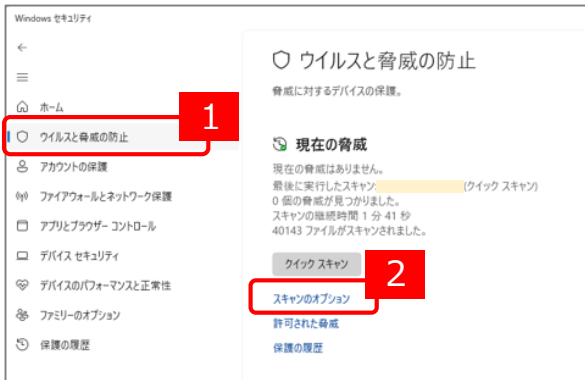 Windows セキュリティ
ホーム
1
ウイルスと脅威の防止
アカウントの保護
ファイアウォールとネットワーク保護
アプリとブラウザー コントロール
デバイス セキュリティ
デバイスのパフォーマンスと正常性
ファミリーのオプション
保護の履歴
ウイルスと脅威の防止
脅威に対するデバイスの保護。
現在の脅威
現在の脅威はありません。
最後に実行したスキャン: (クイック スキャン)
0 個の脅威が見つかりました。
スキャンの継続時間 1 分 41 秒
40143 ファイルがスキャンされました。
クイック スキャン
2
スキャンのオプション
許可された脅威
保護の履歴